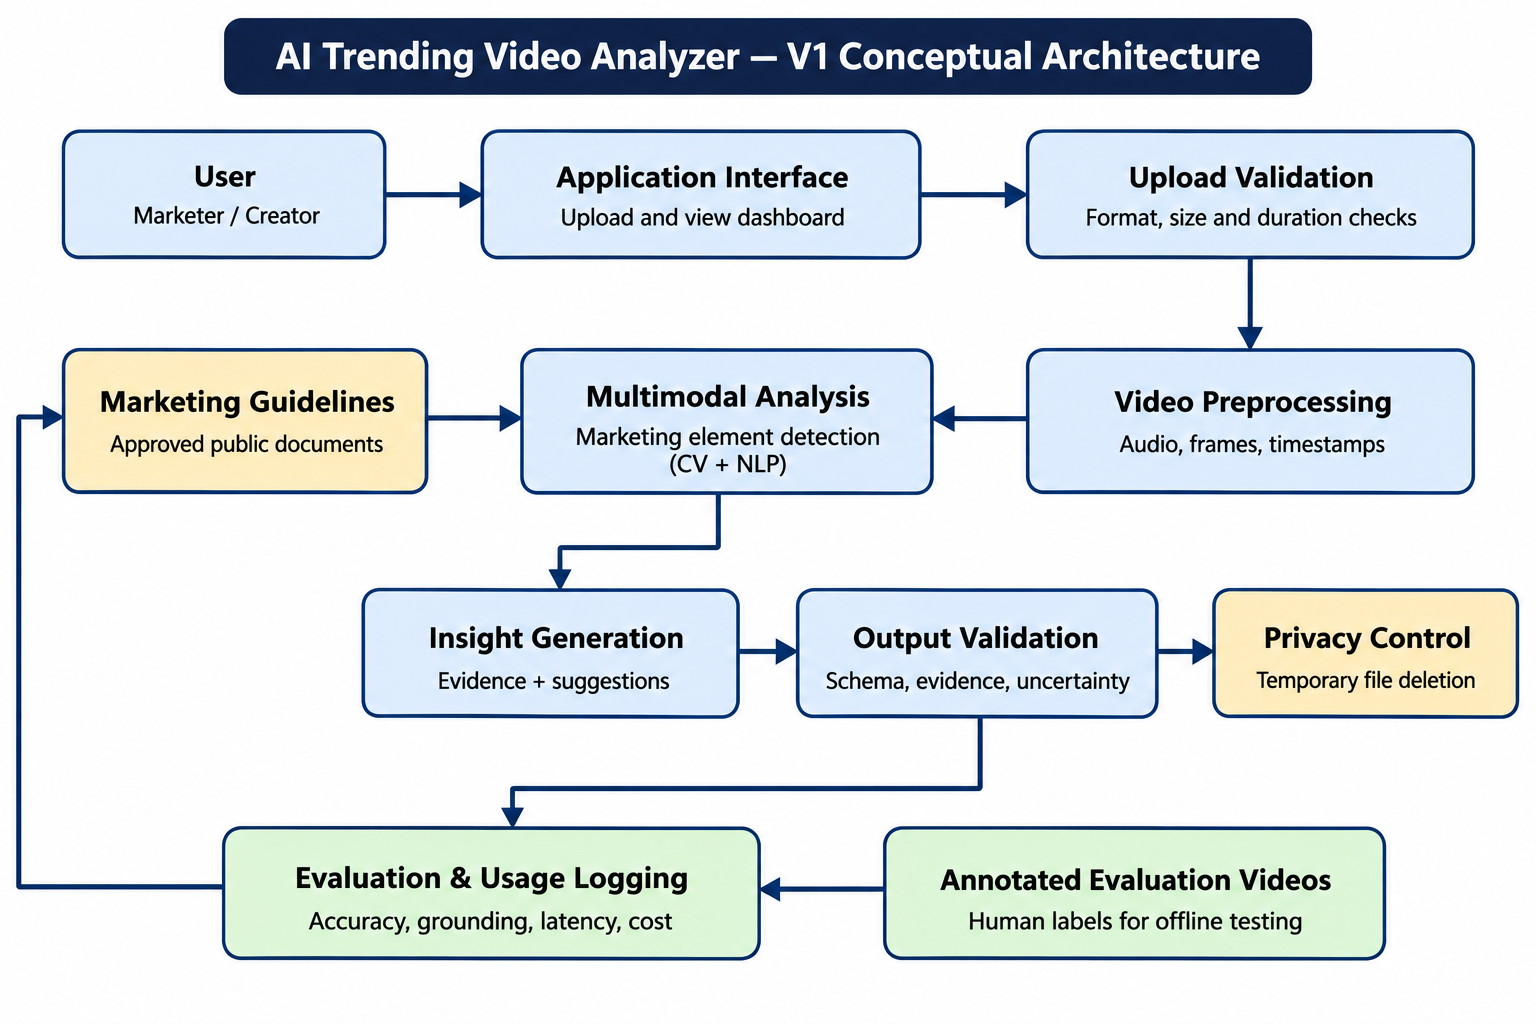 AI Trending Video Analyzer — V1 Conceptual Architecture
User
Marketer / Creator
Application Interface
Upload and view dashboard
Upload Validation
Format, size and duration checks
Marketing Guidelines
Approved public documents
Multimodal Analysis
Marketing element detection
(CV + NLP)
Video Preprocessing
Audio, frames, timestamps
Insight Generation
Evidence + suggestions
Output Validation
Schema, evidence, uncertainty
Privacy Control
Temporary file deletion
Evaluation & Usage Logging
Accuracy, grounding, latency, cost
Annotated Evaluation Videos
Human labels for offline testing